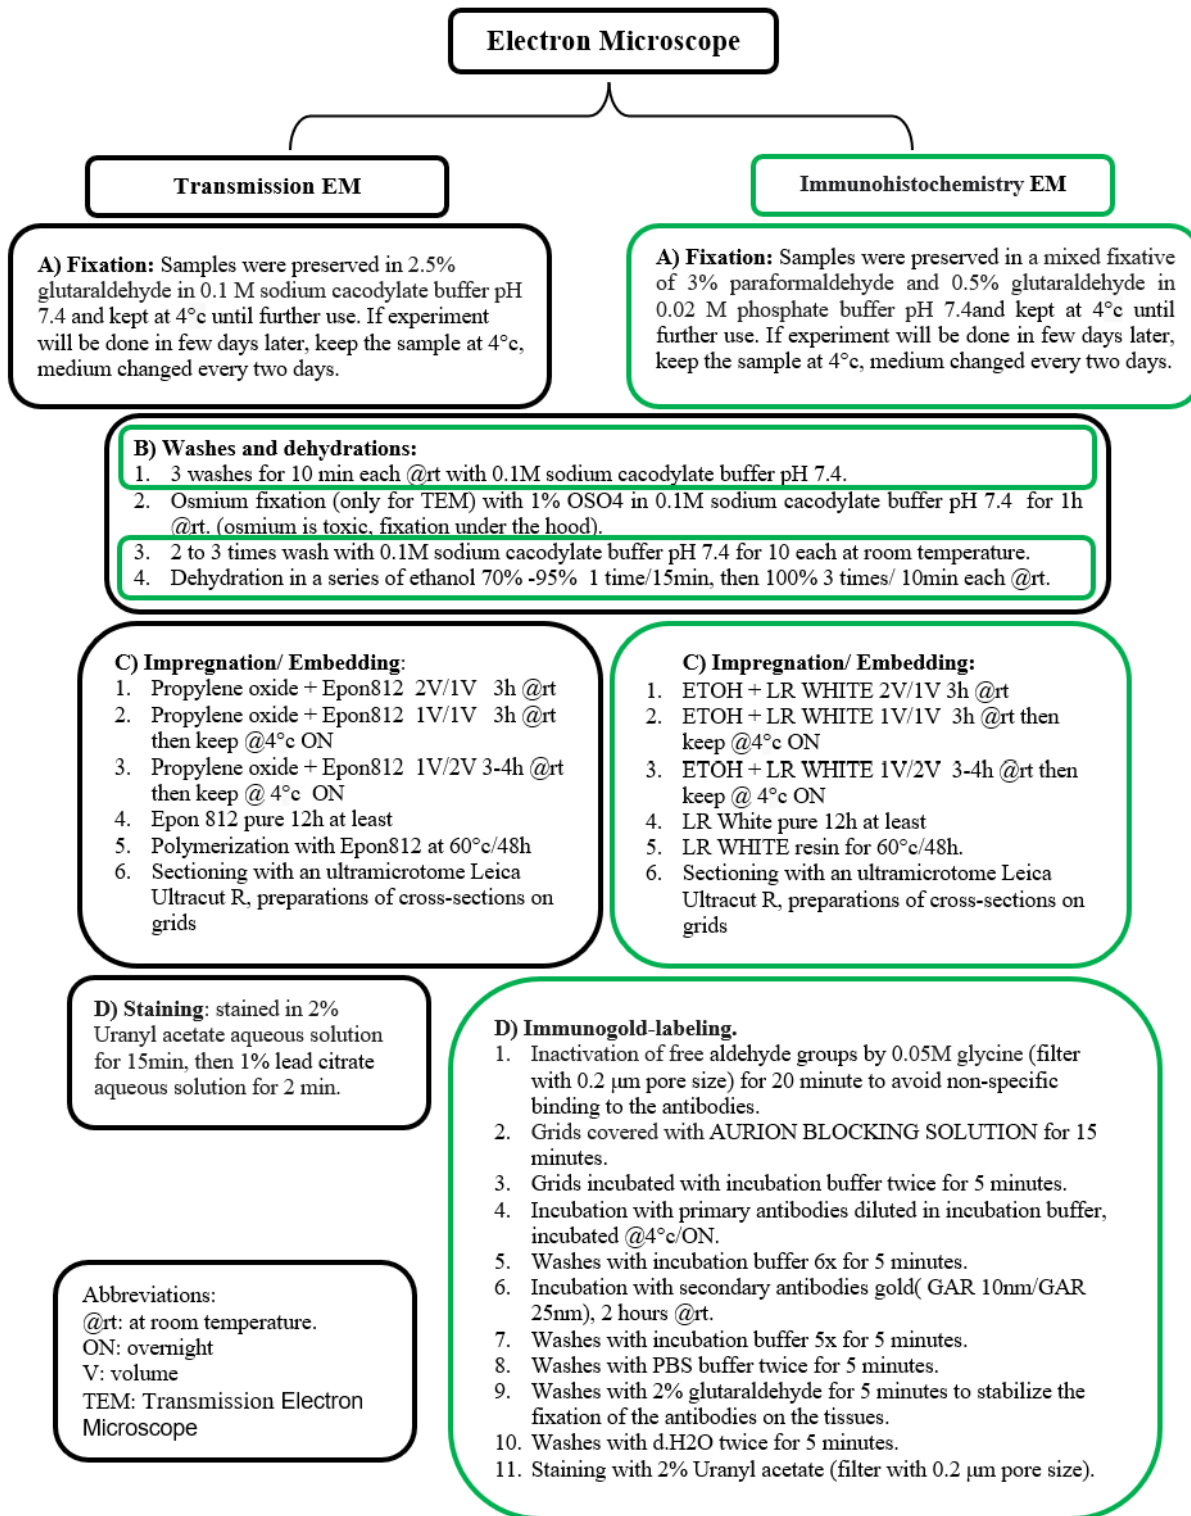 Electron Microscope
Transmission EM
Immunohistochemistry EM
A) Fixation: Samples were preserved in 2.5%
glutaraldehyde in 0.1 M sodium cacodylate buffer pH
7.4 and kept at 4°c until further use. If experiment
will be done in few days later, keep the sample at 4°c,
medium changed every two days.
A) Fixation: Samples were preserved in a mixed fixative
of 3% paraformaldehyde and 0.5% glutaraldehyde in
0.02 M phosphate buffer pH 7.4and kept at 4°c until
further use. If experiment will be done in few days later,
keep the sample at 4°c, medium changed every two days.
B) Washes and dehydrations:
1. 3 washes for 10 min each @rt with 0.1M sodium cacodylate buffer pH 7.4.
2. Osmium fixation (only for TEM) with 1% OSO4 in 0.1M sodium cacodylate buffer pH 7.4 for 1h
@rt. (osmium is toxic, fixation under the hood).
3. 2 to 3 times wash with 0.1M sodium cacodylate buffer pH 7.4 for 10 each at room temperature.
4. Dehydration in a series of ethanol 70% -95% 1 time/15min, then 100% 3 times/ 10min each @rt.
C) Impregnation/ Embedding:
1. Propylene oxide + Epon812 2V/1V 3h @rt
2. Propylene oxide + Epon812 1V/1V 3h @rt
then keep @4°c ON
3. Propylene oxide + Epon812 1V/2V 3-4h @rt
then keep @ 4°c ON
4. Epon 812 pure 12h at least
5. Polymerization with Epon812 at 60°c/48h
6. Sectioning with an ultramicrotome Leica
Ultracut R, preparations of cross-sections on
grids
C) Impregnation/ Embedding:
1. ETOH + LR WHITE 2V/1V 3h @rt
2. ETOH + LR WHITE 1V/1V 3h @rt then
keep @4°c ON
3. ETOH + LR WHITE 1V/2V 3-4h @rt then
keep @ 4°c ON
4. LR White pure 12h at least
5. LR WHITE resin for 60°c/48h.
6. Sectioning with an ultramicrotome Leica
Ultracut R, preparations of cross-sections on
grids
D) Staining: stained in 2%
Uranyl acetate aqueous solution
for 15min, then 1% lead citrate
aqueous solution for 2 min.
D) Immunogold-labeling.
1. Inactivation of free aldehyde groups by 0.05M glycine (filter
with 0.2 µm pore size) for 20 minute to avoid non-specific
binding to the antibodies.
2. Grids covered with AURION BLOCKING SOLUTION for 15
minutes.
3. Grids incubated with incubation buffer twice for 5 minutes.
4. Incubation with primary antibodies diluted in incubation buffer,
incubated @4°c/ON.
5. Washes with incubation buffer 6x for 5 minutes.
6. Incubation with secondary antibodies gold( GAR 10nm/GAR
25nm), 2 hours @rt.
7. Washes with incubation buffer 5x for 5 minutes.
8. Washes with PBS buffer twice for 5 minutes.
9. Washes with 2% glutaraldehyde for 5 minutes to stabilize the
fixation of the antibodies on the tissues.
10. Washes with d.H2O twice for 5 minutes.
11. Staining with 2% Uranyl acetate (filter with 0.2 µm pore size).
Abbreviations:
@rt: at room temperature.
ON: overnight
V: volume
TEM: Transmission Electron
Microscope